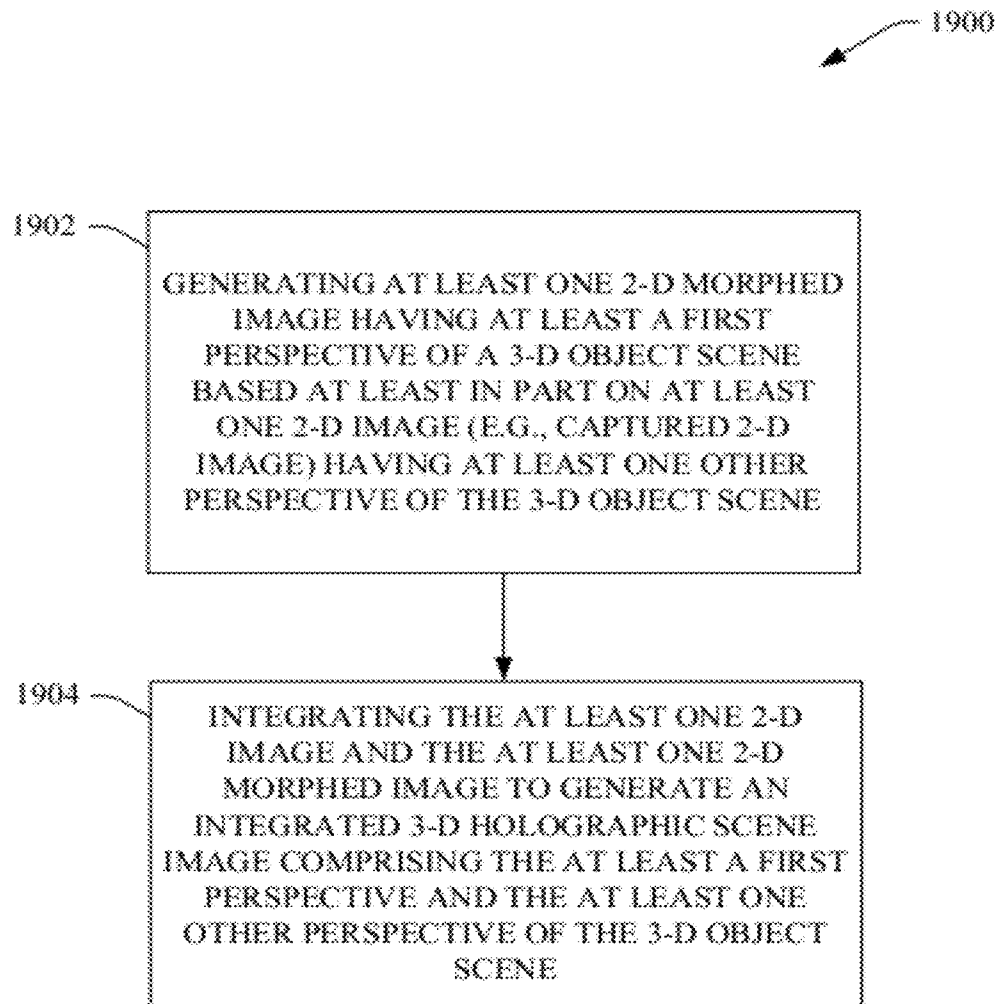 1900
1902
GENERATING AT LEAST ONE 2-D MORPHED
IMAGE HAVING AT LEAST A FIRST
PERSPECTIVE OF A 3-D OBJECT SCENE
BASED AT LEAST IN PART ON AT LEAST
ONE 2-D IMAGE (E.G., CAPTURED 2-D
IMAGE) HAVING AT LEAST ONE OTHER
PERSPECTIVE OF THE 3-D OBJECT SCENE
1904
INTEGRATING THE AT LEAST ONE 2-D
IMAGE AND THE AT LEAST ONE 2-D
MORPHED IMAGE TO GENERATE AN
INTEGRATED 3-D HOLOGRAPHIC SCENE
IMAGE COMPRISING THE AT LEAST A FIRST
PERSPECTIVE AND THE AT LEAST ONE
OTHER PERSPECTIVE OF THE 3-D OBJECT
SCENE